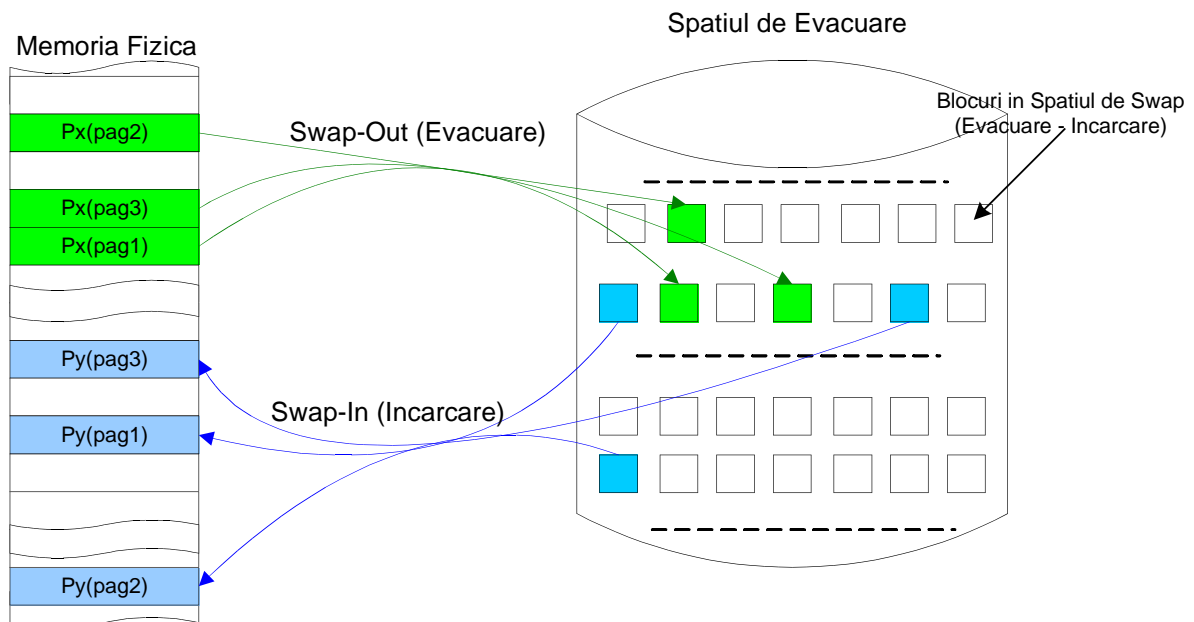 Spatiul de Evacuare
Memoria Fizica
Blocuri in Spatiul de Swap
(Evacuare - Incarcare)
Px(pag2)
Swap-Out (Evacuare)
Px(pag3)
Px(pag1)
Py(pag3)
Swap-In (Incarcare)
Py(pag1)
Py(pag2)